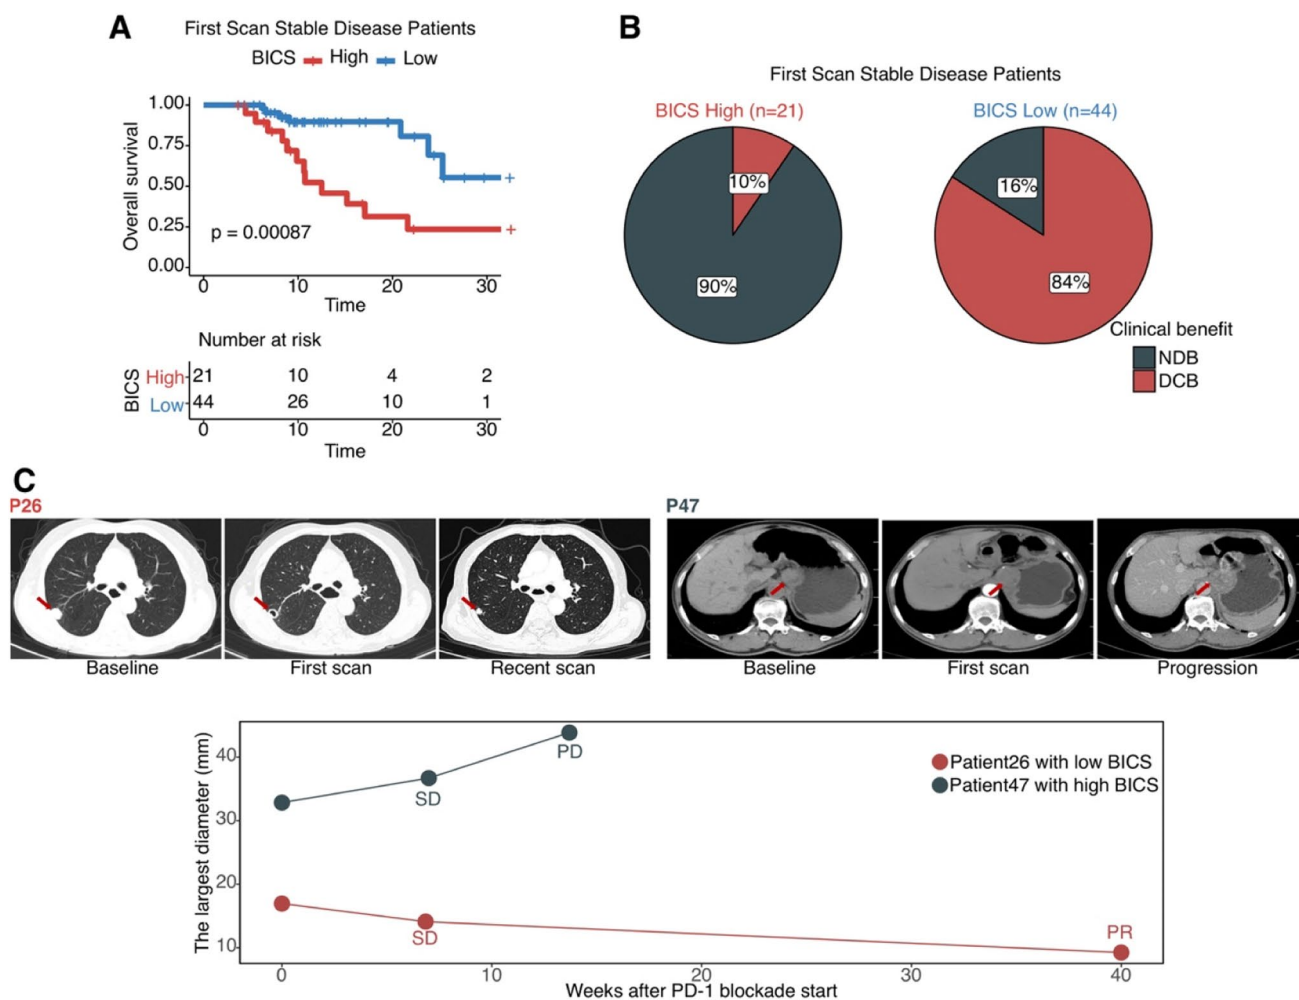 A
First Scan Stable Disease Patients
BICS High Low
Overall survival
1.00
0.75
0.50
0.25
0.00
p = 0.00087
0 10 20 30
Time
Number at risk
BICS
High 21 10 4 2
Low 44 26 10 1
0 10 20 30
Time
B
First Scan Stable Disease Patients
BICS High (n=21)
BICS Low (n=44)
10%
90%
16%
84%
Clinical benefit
NDB
DCB
C
P26
Baseline First scan Recent scan
P47
Baseline First scan Progression
The largest diameter (mm)
40
30
20
10
PD
SD
SD
PR
Patient26 with low BICS
Patient47 with high BICS
0 10 20 30 40
Weeks after PD-1 blockade start